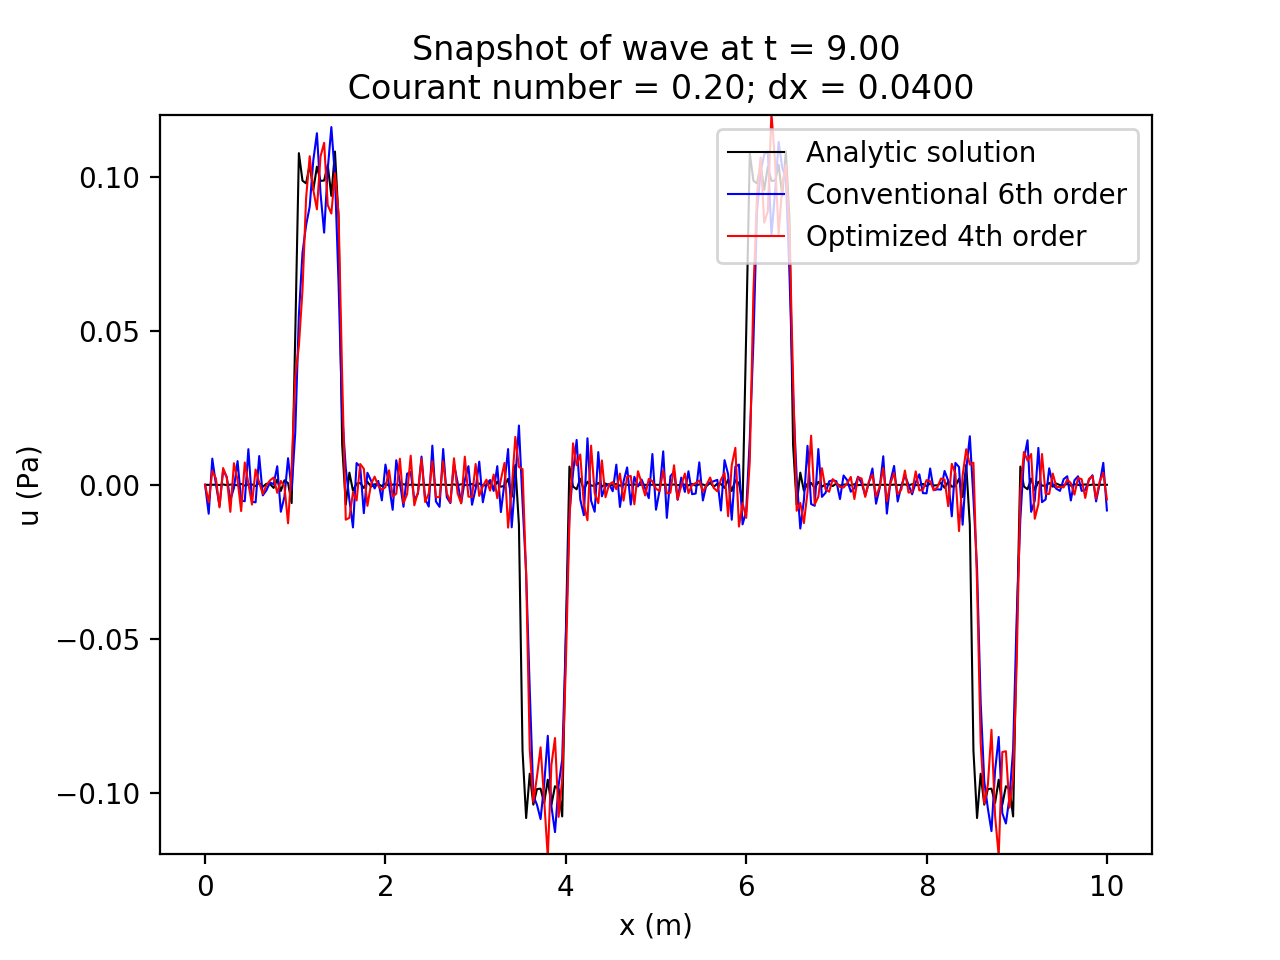 Snapshot of wave at t = 9.00
Courant number = 0.20; dx = 0.0400
Analytic solution
Conventional 6th order
Optimized 4th order
0.10
0.05
0.00
−0.05
−0.10
u (Pa)
0 2 4 6 8 10
x (m)